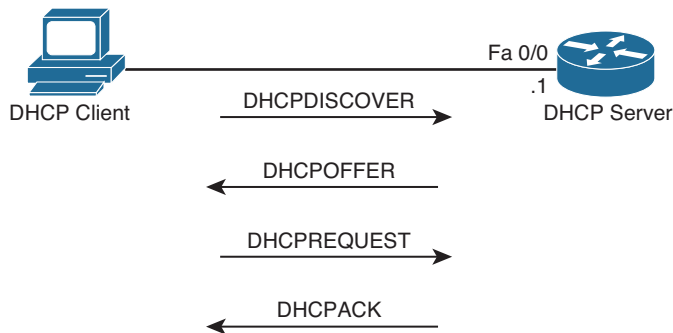 Fa 0/0
.1
DHCP Client
DHCP Server
DHCPDISCOVER
DHCPOFFER
DHCPREQUEST
DHCPACK